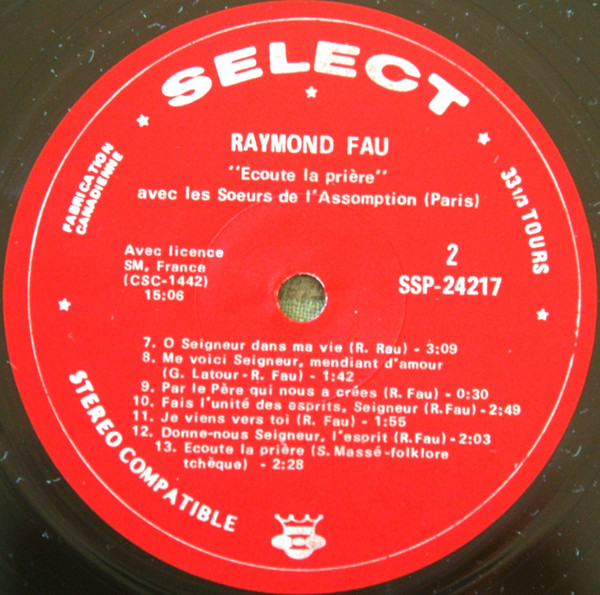 SELECT
RAYMOND FAU
"Ecoute la prière"
avec les Soeurs de l'Assomption (Paris)
FABRICATION
CANADIENNE
33 1/3 TOURS
Avec licence
SM, France
(CSC-1442)
15:06
2
SSP-24217
7. O Seigneur dans ma vie (R. Rau) - 3:09
8. Me voici Seigneur, mendiant d'amour
(G. Latour - R. Fau) - 1:42
9. Par le Père qui nous a crées (R. Fau) - 0:30
10. Fais l'unité des esprits, Seigneur (R.Fau) - 2:49
11. Je viens vers toi (R. Fau) - 1:55
12. Donne-nous Seigneur, l'esprit (R.Fau) - 2:03
13. Ecoute la prière (S. Massé-folklore
tchèque) - 2:28
STEREO COMPATIBLE